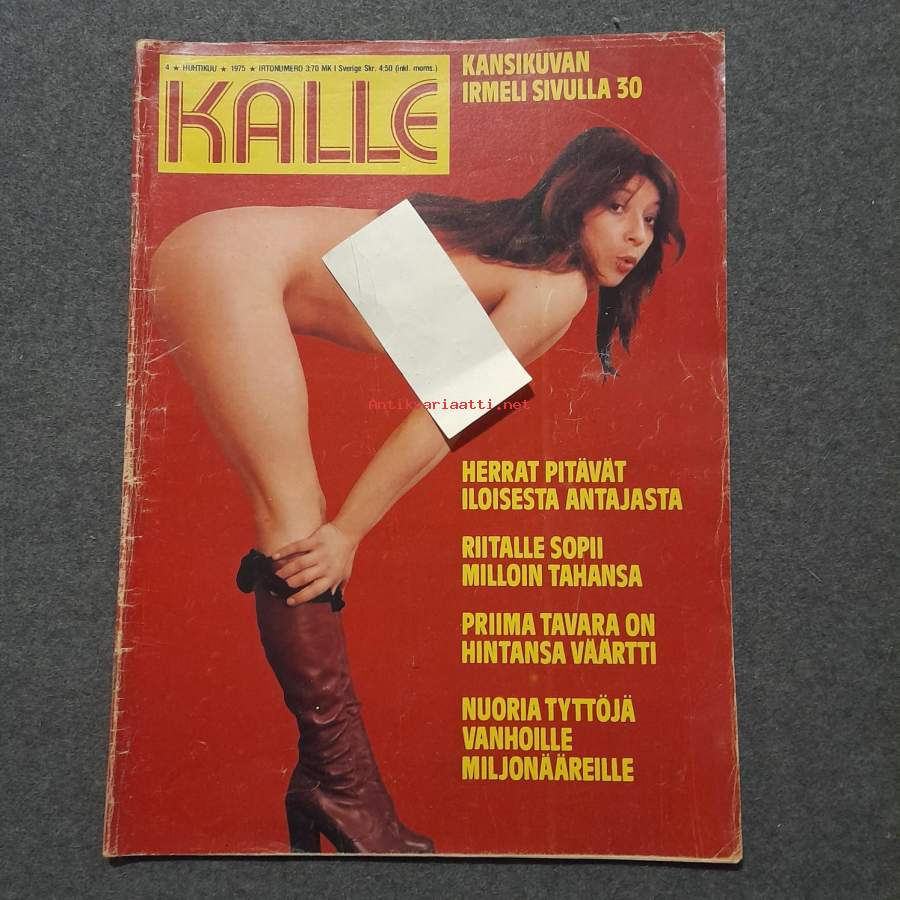 4 ★ HUHTIKUU ★ 1975 ★ IRTONUMERO 3:70 MK | Sverige Skr. 4:50 (inkl. moms.)
KALLE
KANSIKUVAN
IRMELI SIVULLA 30
Antikvariaatti.net
HERRAT PITÄVÄT
ILOISESTA ANTAJASTA
RIITALLE SOPII
MILLOIN TAHANSA
PRIIMA TAVARA ON
HINTANSA VÄÄRTTI
NUORIA TYTTÖJÄ
VANHOILLE
MILJONÄÄREILLE